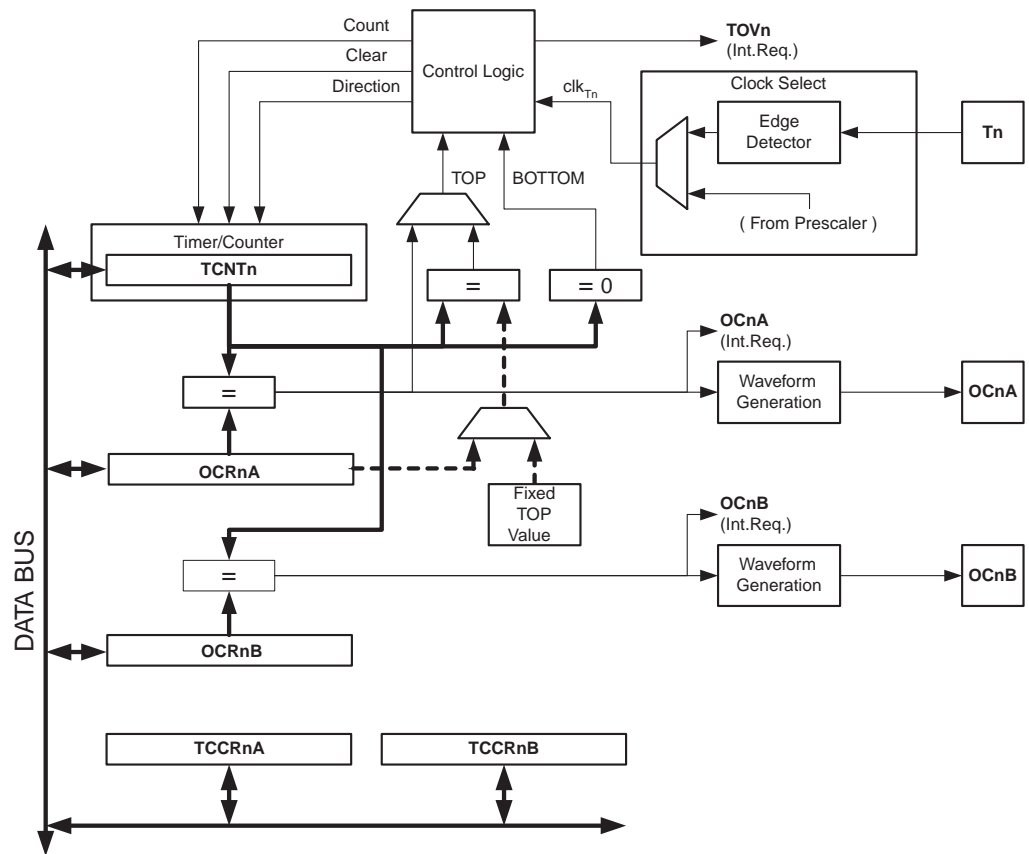 Count
Clear
Direction
Control Logic
TOVn
(Int.Req.)
clkTn
Clock Select
Edge
Detector
Tn
( From Prescaler )
TOP
BOTTOM
Timer/Counter
TCNTn
=
= 0
OCnA
(Int.Req.)
=
Waveform
Generation
OCnA
OCRnA
Fixed
TOP
Value
OCnB
(Int.Req.)
=
Waveform
Generation
OCnB
OCRnB
DATA BUS
TCCRnA
TCCRnB